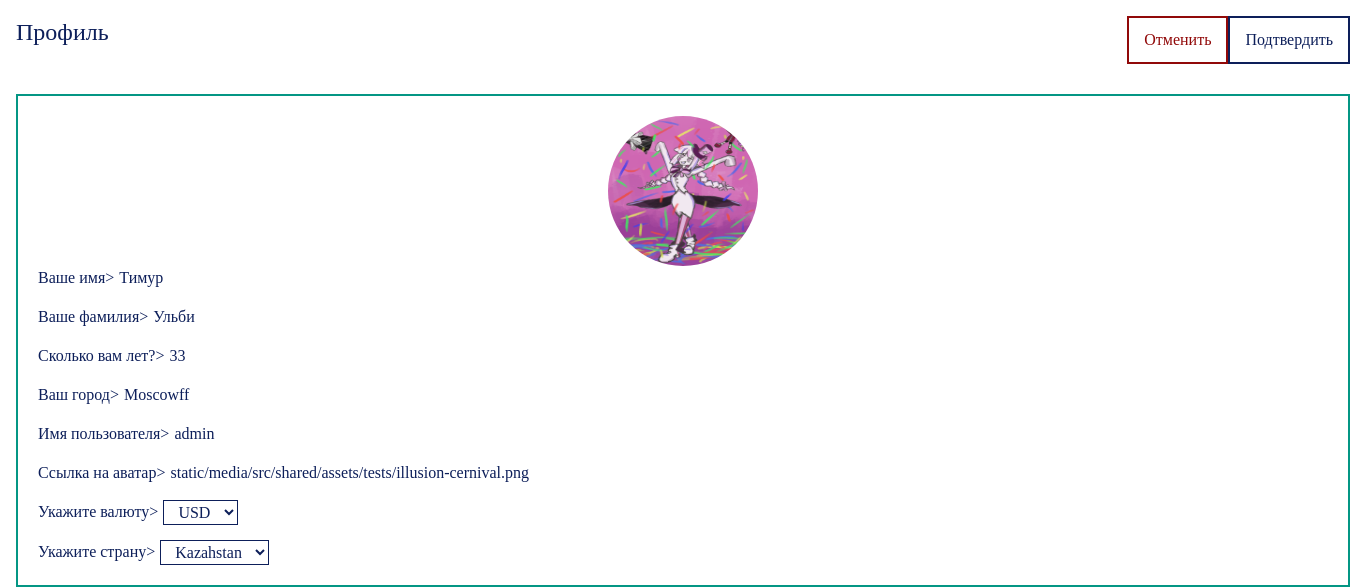 Профиль
Отменить
Подтвердить
Ваше имя> Тимур
Ваше фамилия> Ульби
Сколько вам лет?> 33
Ваш город> Moscowff
Имя пользователя> admin
Ссылка на аватар> static/media/src/shared/assets/tests/illusion-cernival.png
Укажите валюту> USD
Укажите страну> Kazahstan